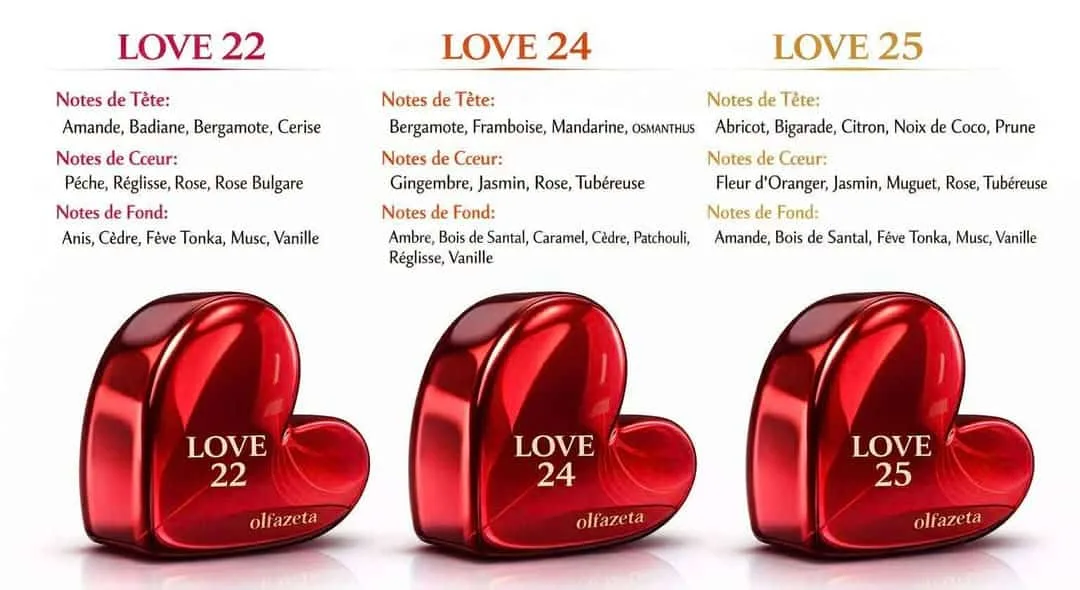 LOVE 22
Notes de Tête:
Amande, Badiane, Bergamote, Cerise
Notes de Cœur:
Péche, Réglisse, Rose, Rose Bulgare
Notes de Fond:
Anis, Cèdre, Fève Tonka, Musc, Vanille
LOVE 24
Notes de Tête:
Bergamote, Framboise, Mandarine, OSMANTHUS
Notes de Cœur:
Gingembre, Jasmin, Rose, Tubéreuse
Notes de Fond:
Ambre, Bois de Santal, Caramel, Cèdre, Patchouli,
Réglisse, Vanille
LOVE 25
Notes de Tête:
Abricot, Bigarade, Citron, Noix de Coco, Prune
Notes de Cœur:
Fleur d'Oranger, Jasmin, Muguet, Rose, Tubéreuse
Notes de Fond:
Amande, Bois de Santal, Féve Tonka, Musc, Vanille
LOVE
22
olfazeta
LOVE
24
olfazeta
LOVE
25
olfazeta